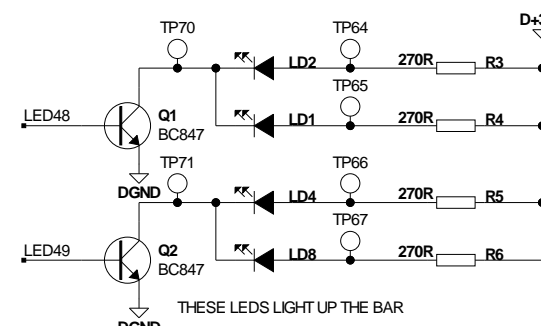 TP70 TP64 D+3
LD2 270R R3
TP65
LED48 Q1 LD1 270R R4
BC847
TP71 TP66
DGND LD4 270R R5
TP67
LED49 Q2 LD8 270R R6
BC847
THESE LEDS LIGHT UP THE BAR
DGND